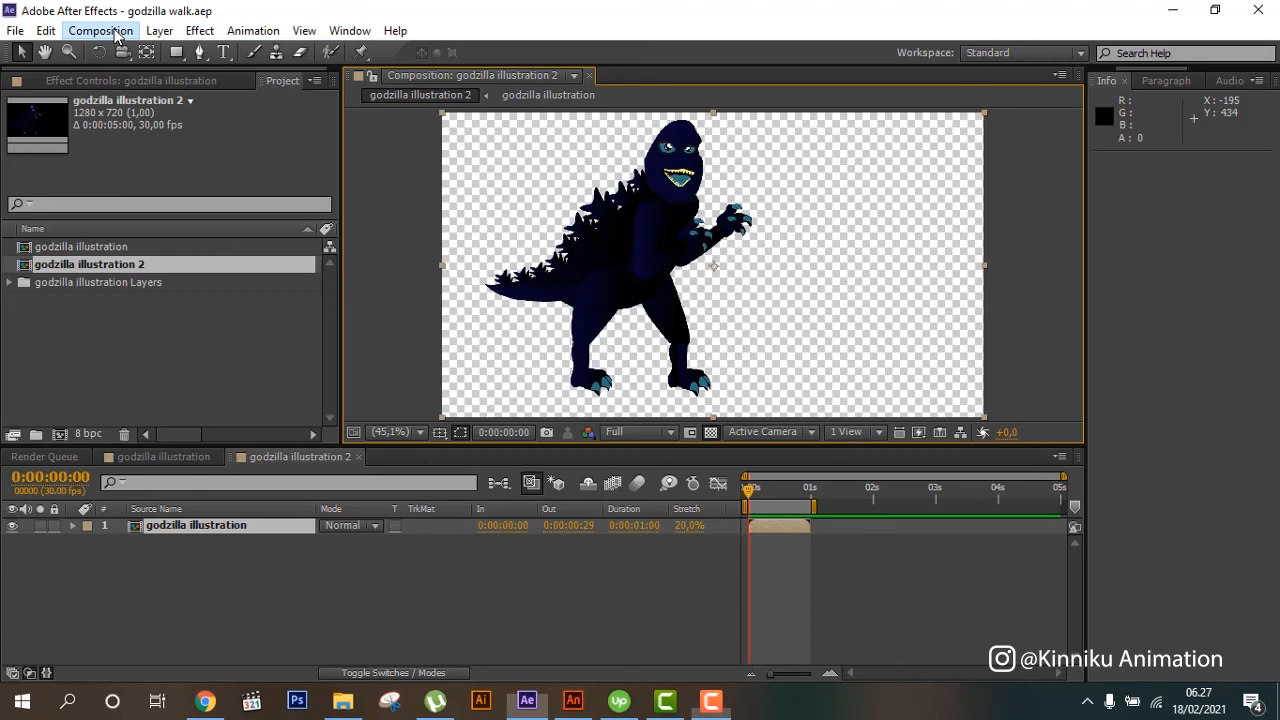 Adobe After Effects - godzilla walk.aep
File Edit Composition Layer Effect Animation View Window Help
Workspace: Standard Search Help
Effect Controls: godzilla illustration Project
Composition: godzilla illustration 2
Info Paragraph Audio
godzilla illustration 2
1280 x 720 (1,00)
Δ 0:00:05:00, 30,00 fps
godzilla illustration 2 godzilla illustration
R: X: -195
G: Y: 434
B:
A: 0
Name
godzilla illustration
godzilla illustration 2
godzilla illustration Layers
8 bpc
(45,1%) 0:00:00:00 Full Active Camera 1 View +0,0
Render Queue godzilla illustration godzilla illustration 2
0:00:00:00
00000 (30.00 fps)
01s 02s 03s 04s 05s
# Source Name Mode T TrkMat In Out Duration Stretch
1 godzilla illustration Normal 0:00:00:00 0:00:00:29 0:00:01:00 20,0%
Toggle Switches / Modes
@Kinniku Animation
321 Ps Ai Ae An up C C
06.27
18/02/2021
4